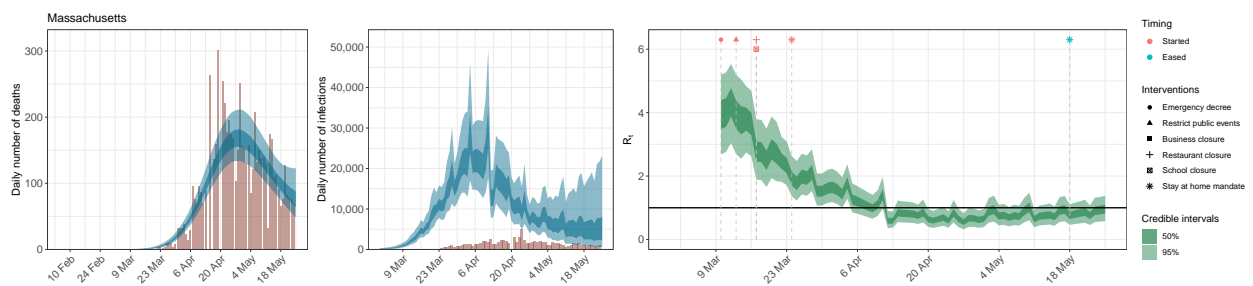 Massachusetts
Daily number of deaths
300
200
100
0
10 Feb
24 Feb
9 Mar
23 Mar
6 Apr
20 Apr
4 May
18 May
Daily number of infections
50,000
40,000
30,000
20,000
10,000
0
9 Mar
23 Mar
6 Apr
20 Apr
4 May
18 May
Rt
6
4
2
0
9 Mar
23 Mar
6 Apr
20 Apr
4 May
18 May
Timing
Started
Eased
Interventions
Emergency decree
Restrict public events
Business closure
Restaurant closure
School closure
Stay at home mandate
Credible intervals
50%
95%